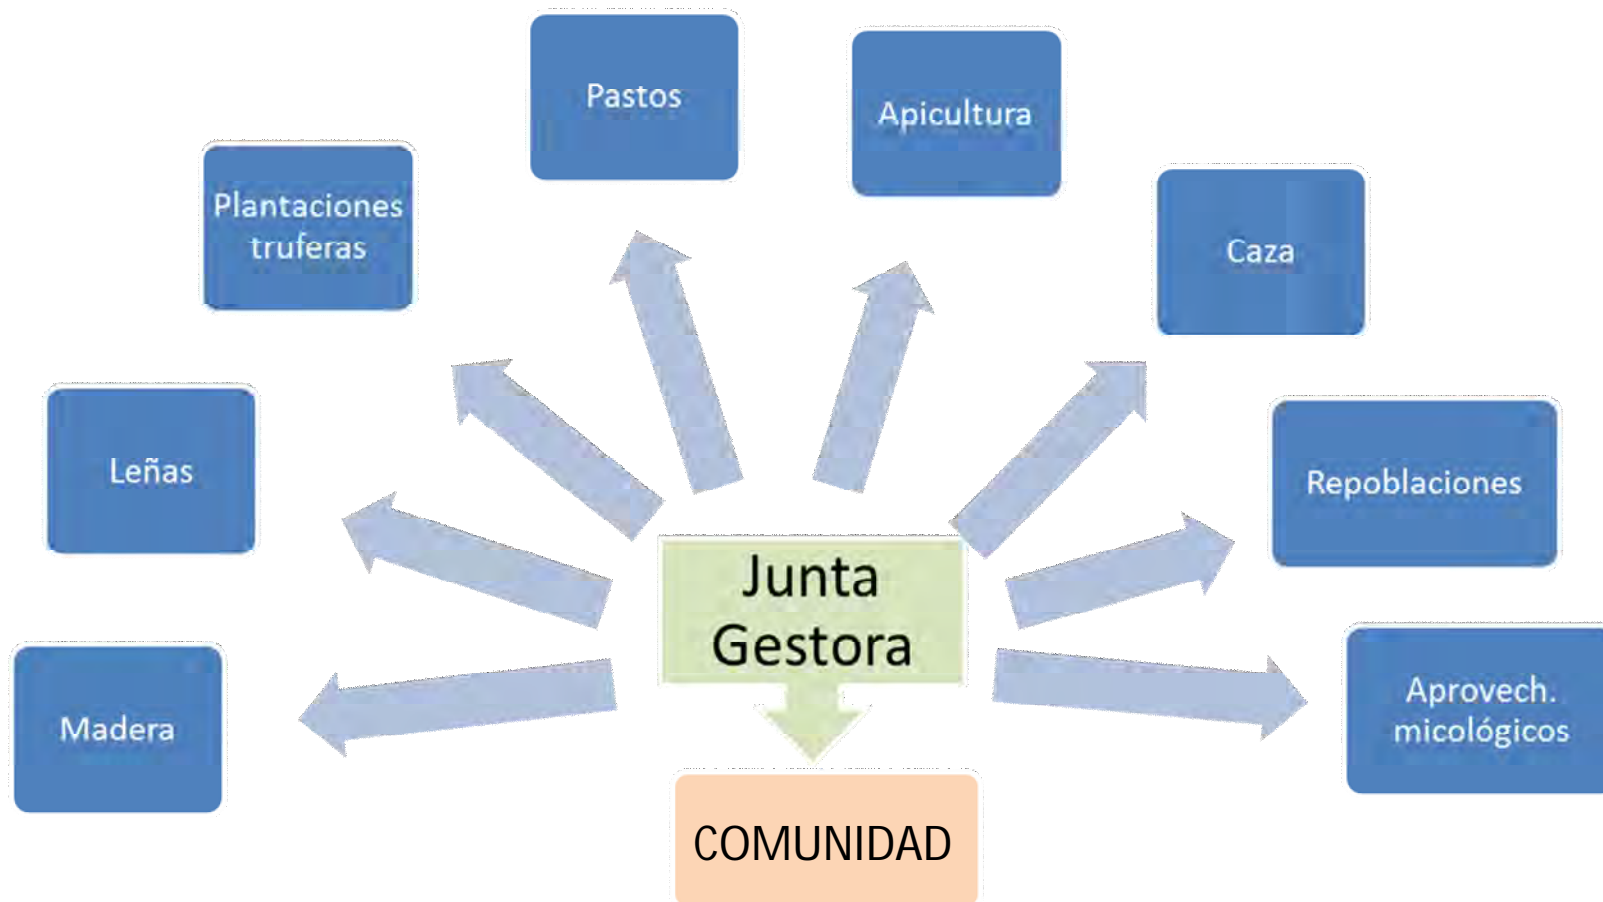 Pastos
Apicultura
Plantaciones
truferas
Caza
Leñas
Repoblaciones
Junta
Gestora
Madera
Aprovech.
micológicos
COMUNIDAD